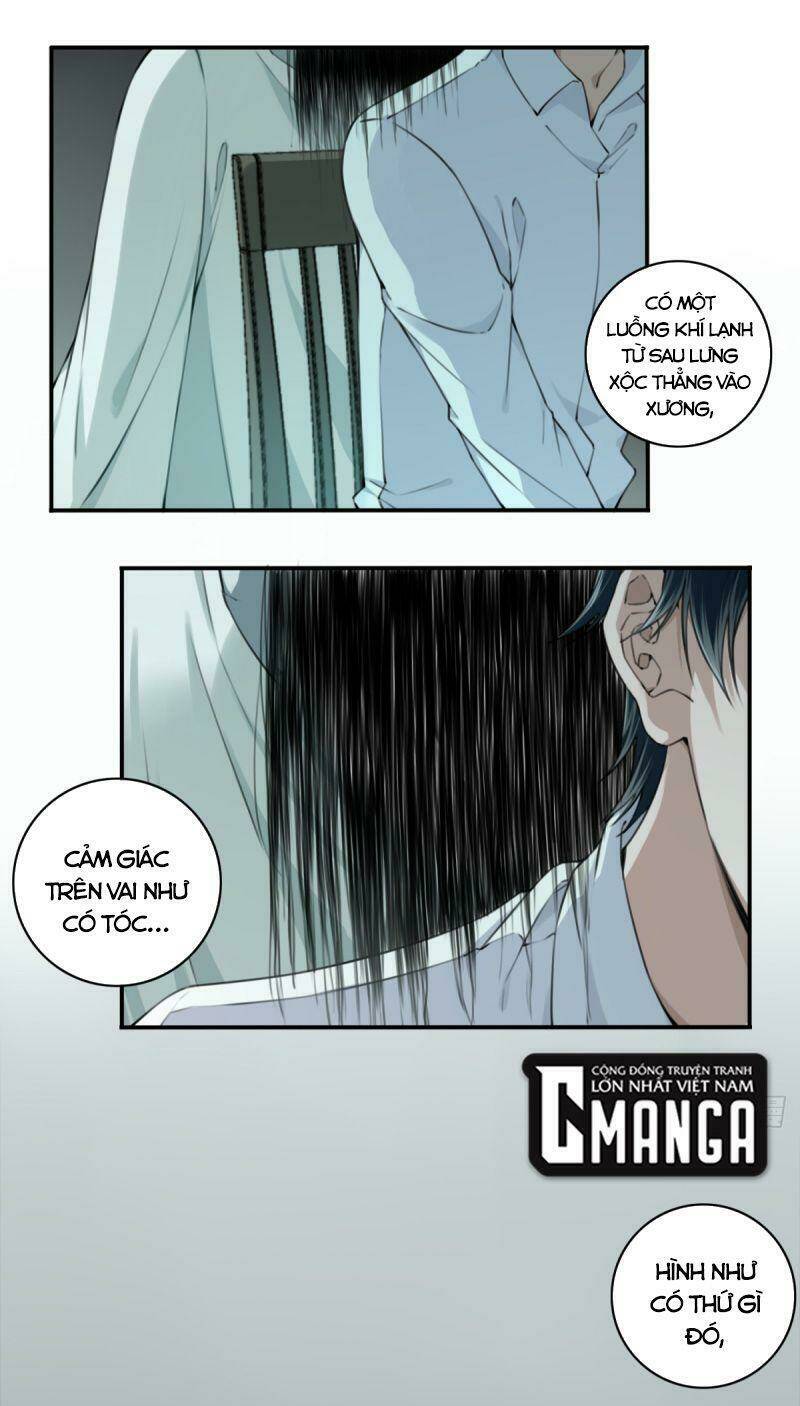 CÓ MỘT
LUỒNG KHÍ LẠNH
TỪ SAU LƯNG
XỘC THẲNG VÀO
XƯƠNG,
CẢM GIÁC
TRÊN VAI NHƯ
CÓ TÓC...
CỘNG ĐỒNG TRUYỆN TRANH
LỚN NHẤT VIỆT NAM
CMANGA
HÌNH NHƯ
CÓ THỨ GÌ
ĐÓ,